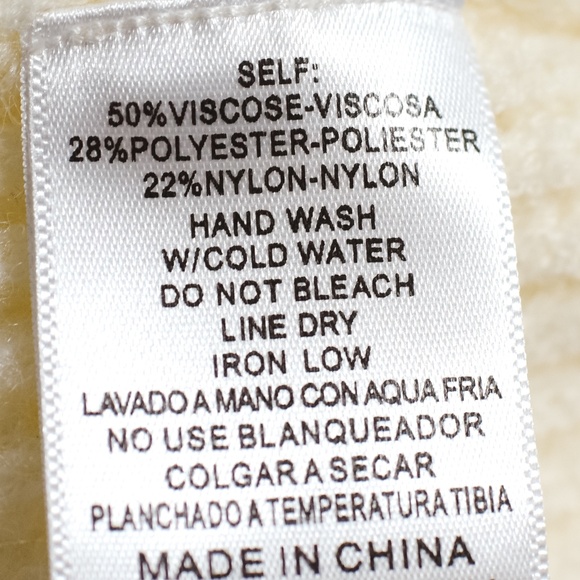 SELF:
50%VISCOSE-VISCOSA
28%POLYESTER-POLIESTER
22%NYLON-NYLON
HAND WASH
W/COLD WATER
DO NOT BLEACH
LINE DRY
IRON LOW
LAVADO A MANO CON AQUA FRIA
NO USE BLANQUEADOR
COLGAR A SECAR
PLANCHADO A TEMPERATURA TIBIA
MADE IN CHINA